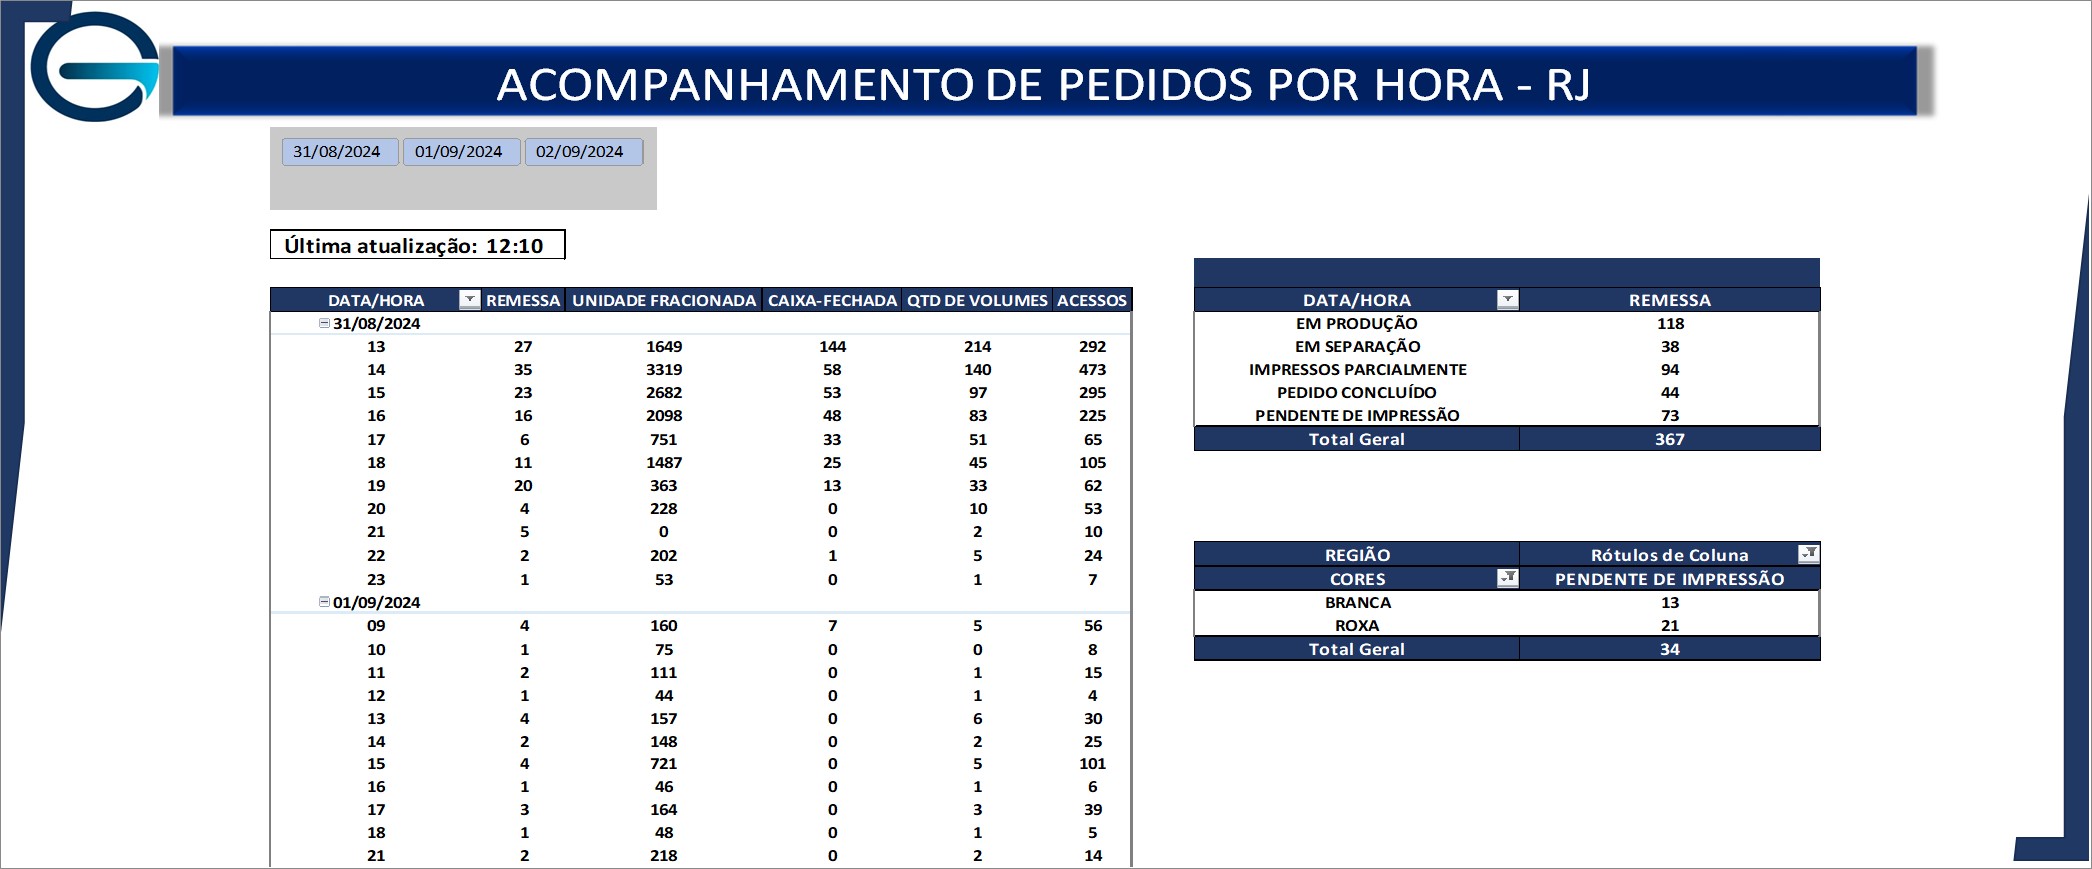 ACOMPANHAMENTO DE PEDIDOS POR HORA - RJ
31/08/2024 01/09/2024 02/09/2024
Última atualização: 12:10
DATA/HORA REMESSA UNIDADE FRACIONADA CAIXA-FECHADA QTD DE VOLUMES ACESSOS
31/08/2024
13 27 1649 144 214 292
14 35 3319 58 140 473
15 23 2682 53 97 295
16 16 2098 48 83 225
17 6 751 33 51 65
18 11 1487 25 45 105
19 20 363 13 33 62
20 4 228 0 10 53
21 5 0 0 2 10
22 2 202 1 5 24
23 1 53 0 1 7
01/09/2024
09 4 160 7 5 56
10 1 75 0 0 8
11 2 111 0 1 15
12 1 44 0 1 4
13 4 157 0 6 30
14 2 148 0 2 25
15 4 721 0 5 101
16 1 46 0 1 6
17 3 164 0 3 39
18 1 48 0 1 5
21 2 218 0 2 14
DATA/HORA REMESSA
EM PRODUÇÃO 118
EM SEPARAÇÃO 38
IMPRESSOS PARCIALMENTE 94
PEDIDO CONCLUÍDO 44
PENDENTE DE IMPRESSÃO 73
Total Geral 367
REGIÃO Rótulos de Coluna
CORES PENDENTE DE IMPRESSÃO
BRANCA 13
ROXA 21
Total Geral 34